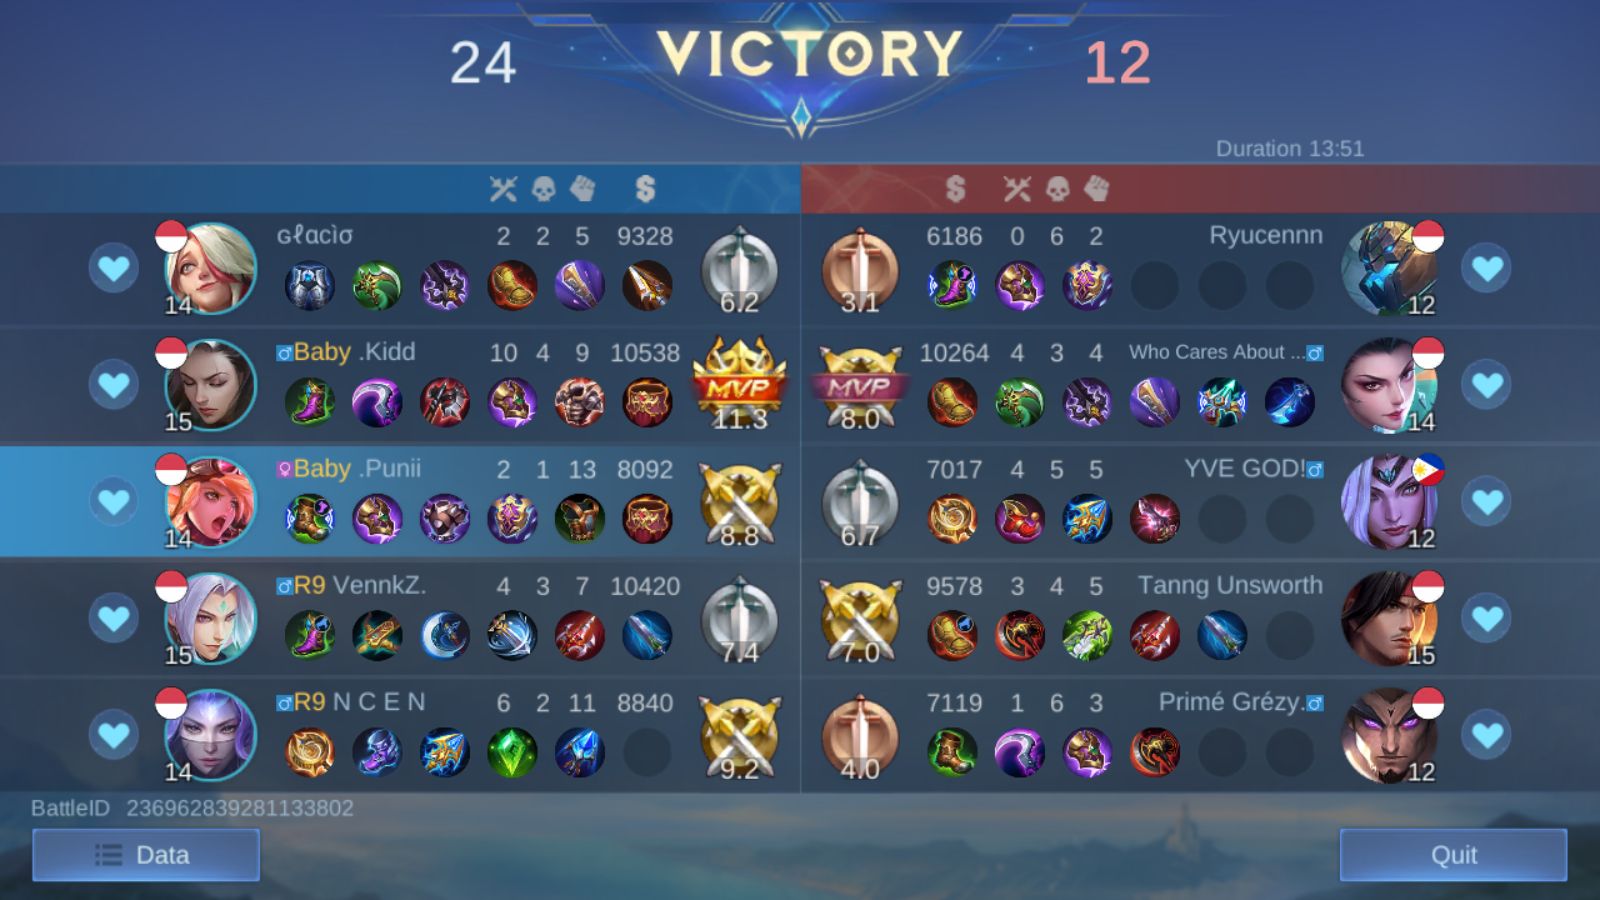 24 VICTORY 12
Duration 13:51
ɢℓαcìσ 2 2 5 9328 6.2
14
3.1 6186 0 6 2 Ryucennn
12
Baby .Kidd 10 4 9 10538 MVP 11.3
15
MVP 8.0 10264 4 3 4 Who Cares About ...
14
Baby .Punii 2 1 13 8092 8.8
14
6.7 7017 4 5 5 YVE GOD!
12
R9 VennkZ. 4 3 7 10420 7.4
15
7.0 9578 3 4 5 Tanng Unsworth
15
R9 N C E N 6 2 11 8840 9.2
14
4.0 7119 1 6 3 Primé Grézy.
12
BattleID 236962839281133802
Data
Quit